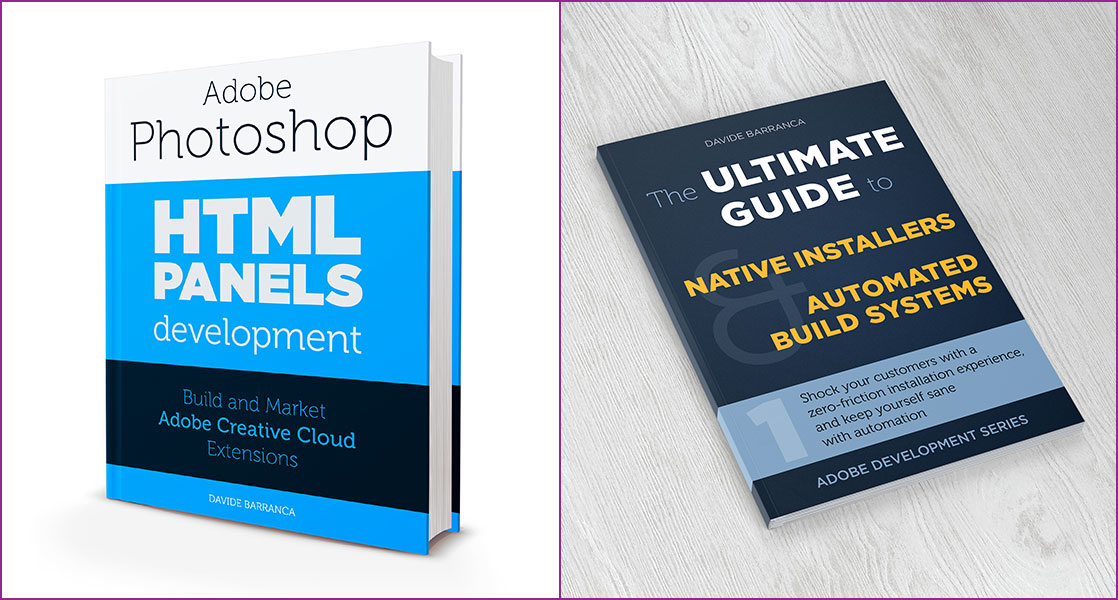 Adobe
Photoshop
HTML
PANELS
development
Build and Market
Adobe Creative Cloud
Extensions
DAVIDE BARRANCA
DAVIDE BARRANCA
The ULTIMATE
GUIDE to
&
NATIVE INSTALLERS
AUTOMATED
BUILD SYSTEMS
1
Shock your customers with a
zero-friction installation experience,
and keep yourself sane
with automation
ADOBE DEVELOPMENT SERIES